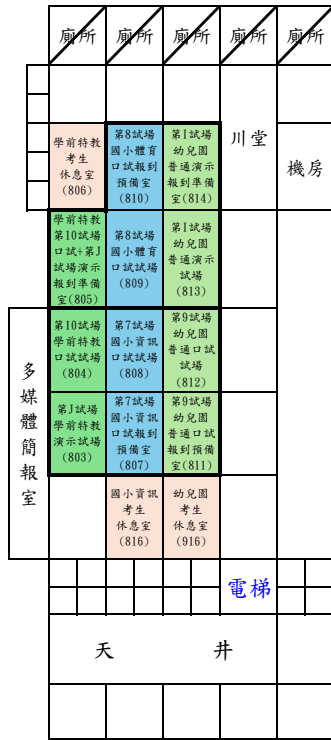 廁所 廁所 廁所 廁所 廁所
川堂
機房
學前特教
考生
休息室
(806)
第8試場
國小體育
口試報到
預備室
(810)
第I試場
幼兒園
普通演示
報到準備
室(814)
學前特教
第10試場
口試+第J
試場演示
報到準備
室(805)
第8試場
國小體育
口試試場
(809)
第I試場
幼兒園
普通演示
試場
(813)
多媒體簡報室
第10試場
學前特教
口試試場
(804)
第7試場
國小資訊
口試試場
(808)
第9試場
幼兒園
普通口試
試場
(812)
第J試場
學前特教
演示試場
(803)
第7試場
國小資訊
口試報到
預備室
(807)
第9試場
幼兒園
普通口試
報到預備
室(811)
國小資訊
考生
休息室
(816)
幼兒園
考生
休息室
(916)
電梯
天 井